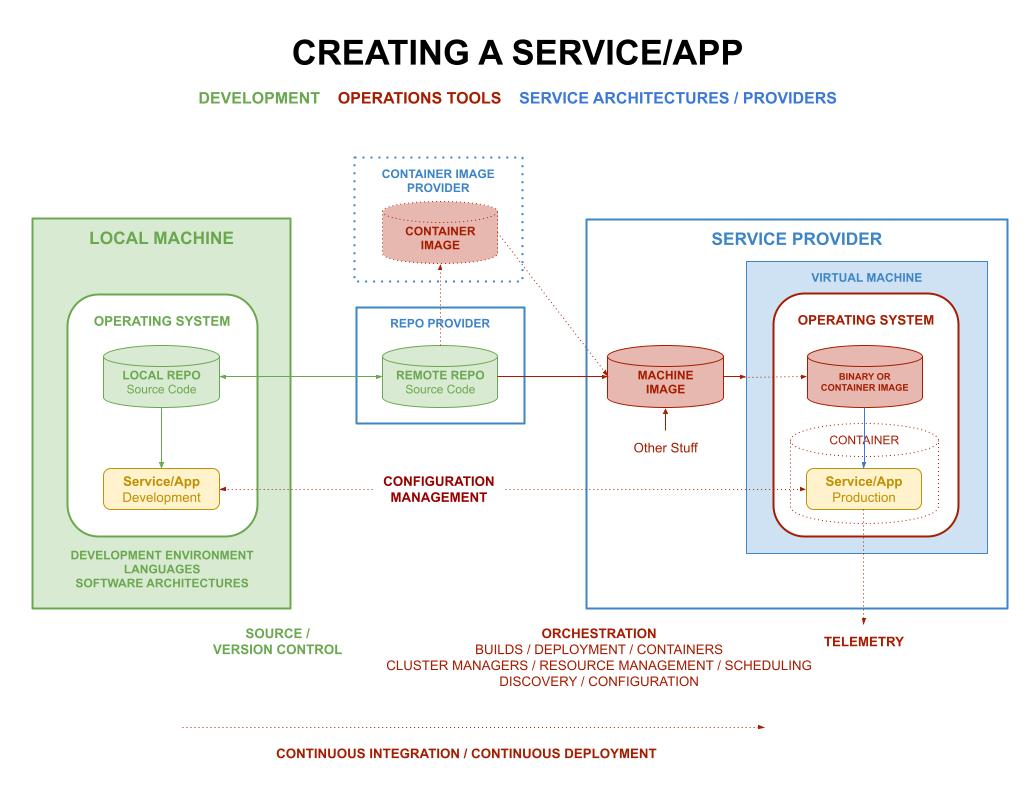 CREATING A SERVICE/APP
DEVELOPMENT OPERATIONS TOOLS SERVICE ARCHITECTURES / PROVIDERS
CONTAINER IMAGE
PROVIDER
CONTAINER
IMAGE
LOCAL MACHINE
OPERATING SYSTEM
LOCAL REPO
Source Code
Service/App
Development
DEVELOPMENT ENVIRONMENT
LANGUAGES
SOFTWARE ARCHITECTURES
REPO PROVIDER
REMOTE REPO
Source Code
CONFIGURATION
MANAGEMENT
SERVICE PROVIDER
MACHINE
IMAGE
Other Stuff
VIRTUAL MACHINE
OPERATING SYSTEM
BINARY OR
CONTAINER IMAGE
CONTAINER
Service/App
Production
SOURCE /
VERSION CONTROL
ORCHESTRATION
BUILDS / DEPLOYMENT / CONTAINERS
CLUSTER MANAGERS / RESOURCE MANAGEMENT / SCHEDULING
DISCOVERY / CONFIGURATION
TELEMETRY
CONTINUOUS INTEGRATION / CONTINUOUS DEPLOYMENT